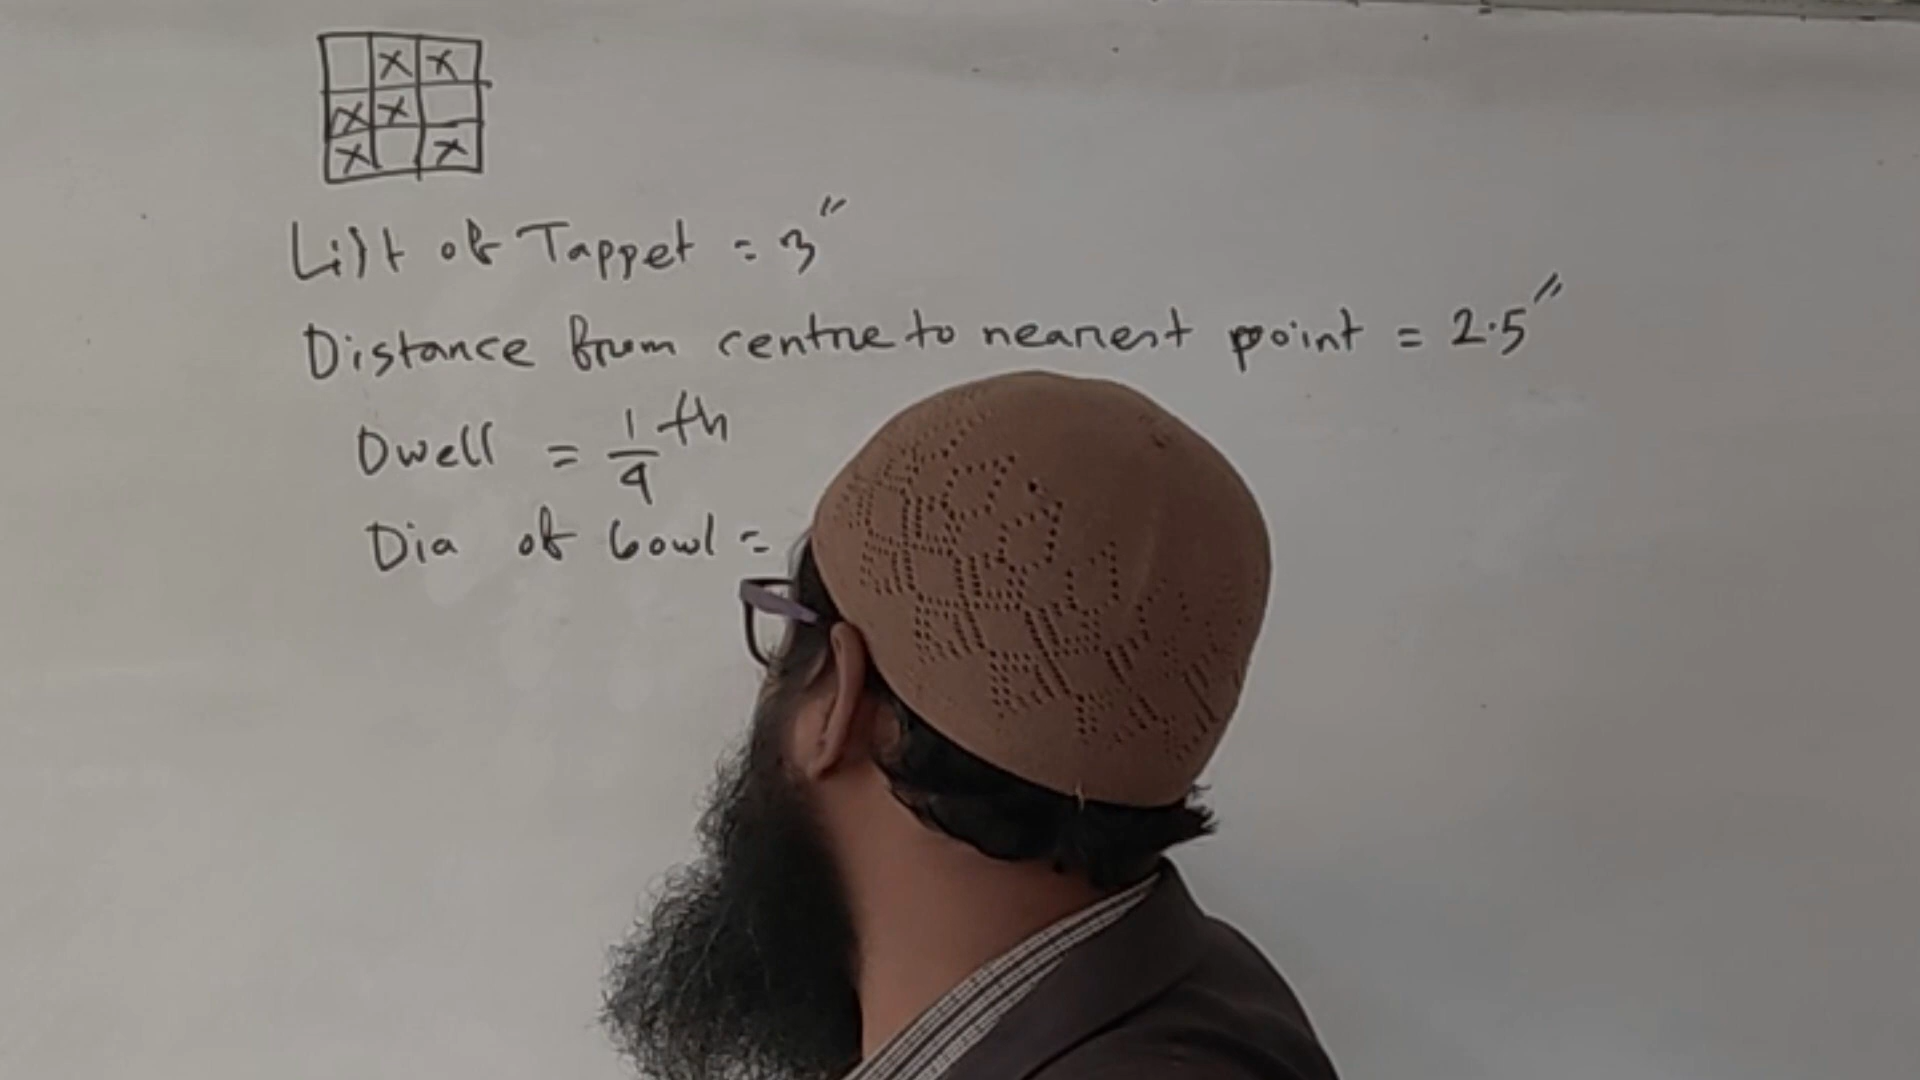 X X
X X
X X
Lift of Tappet = 3"
Distance from centre to nearest point = 2.5"
Dwell = 1/4 th
Dia of bowl =